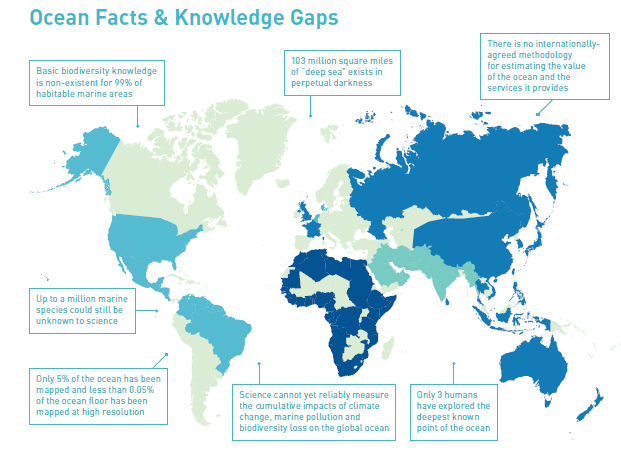 Ocean Facts & Knowledge Gaps
Basic biodiversity knowledge
is non-existent for 99% of
habitable marine areas
103 million square miles
of "deep sea" exists in
perpetual darkness
There is no internationally-
agreed methodology
for estimating the value
of the ocean and the
services it provides
Up to a million marine
species could still be
unknown to science
Only 5% of the ocean has been
mapped and less than 0.05%
of the ocean floor has been
mapped at high resolution
Science cannot yet reliably measure
the cumulative impacts of climate
change, marine pollution and
biodiversity loss on the global ocean
Only 3 humans
have explored the
deepest known
point of the ocean